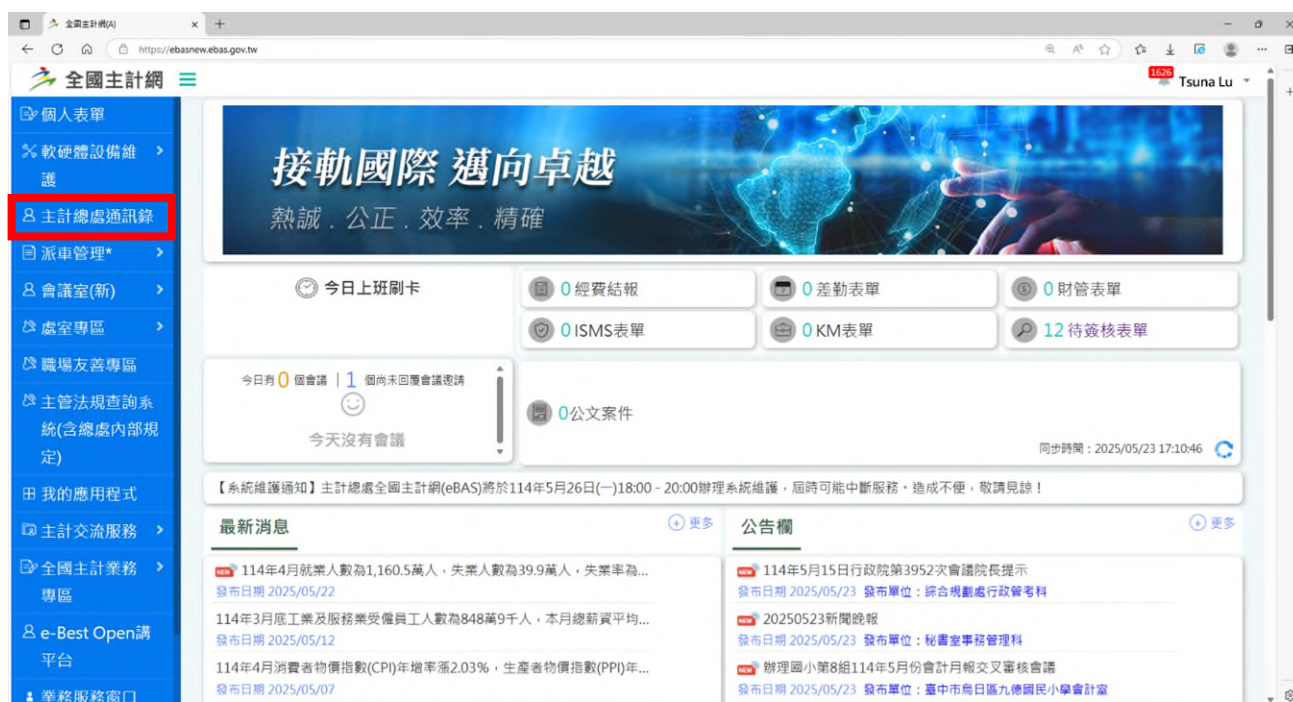 全國主計網(A)
https://ebasnew.ebas.gov.tw
全國主計網
1626
Tsuna Lu
個人表單
軟硬體設備維
護
主計總處通訊錄
派車管理*
會議室(新)
處室專區
職場友善專區
主管法規查詢系
統(含總處內部規
定)
我的應用程式
主計交流服務
全國主計業務
專區
e-Best Open講
平台
業務服務窗口
接軌國際 邁向卓越
熱誠．公正．效率．精確
今日上班刷卡
0 經費結報
0 差勤表單
0 財管表單
0 ISMS表單
0 KM表單
12 待簽核表單
今日有 0 個會議 | 1 個尚未回覆會議邀請
今天沒有會議
0公文案件
同步時間：2025/05/23 17:10:46
【系統維護通知】主計總處全國主計網(eBAS)將於114年5月26日(一)18:00 - 20:00辦理系統維護，屆時可能中斷服務。造成不便，敬請見諒！
最新消息
更多
NEW 114年4月就業人數為1,160.5萬人，失業人數為39.9萬人，失業率為...
發布日期 2025/05/22
114年3月底工業及服務業受僱員工人數為848萬9千人，本月總薪資平均...
發布日期 2025/05/12
114年4月消費者物價指數(CPI)年增率漲2.03%，生產者物價指數(PPI)年...
發布日期 2025/05/07
公告欄
更多
NEW 114年5月15日行政院第3952次會議院長提示
發布日期 2025/05/23 發布單位：綜合規劃處行政管考科
NEW 20250523新聞晚報
發布日期 2025/05/23 發布單位：秘書室事務管理科
NEW 辦理國小第8組114年5月份會計月報交叉審核會議
發布日期 2025/05/23 發布單位：臺中市烏日區九德國民小學會計室